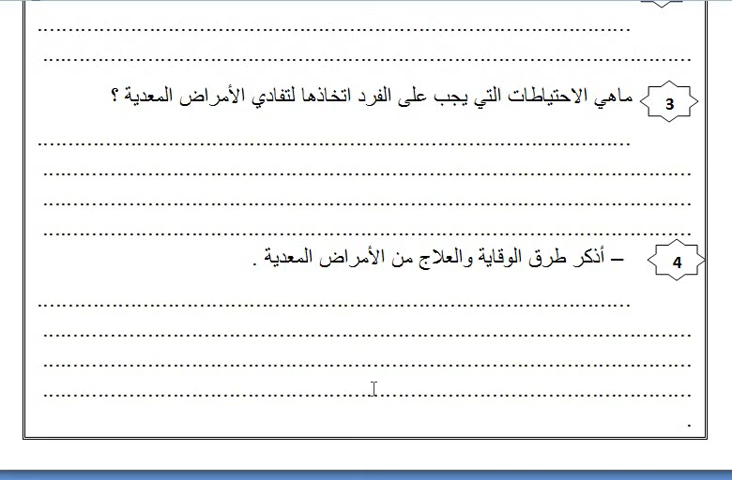 3 ماهي الاحتياطات التي يجب على الفرد اتخاذها لتفادي الأمراض المعدية ؟
4 – أذكر طرق الوقاية والعلاج من الأمراض المعدية .